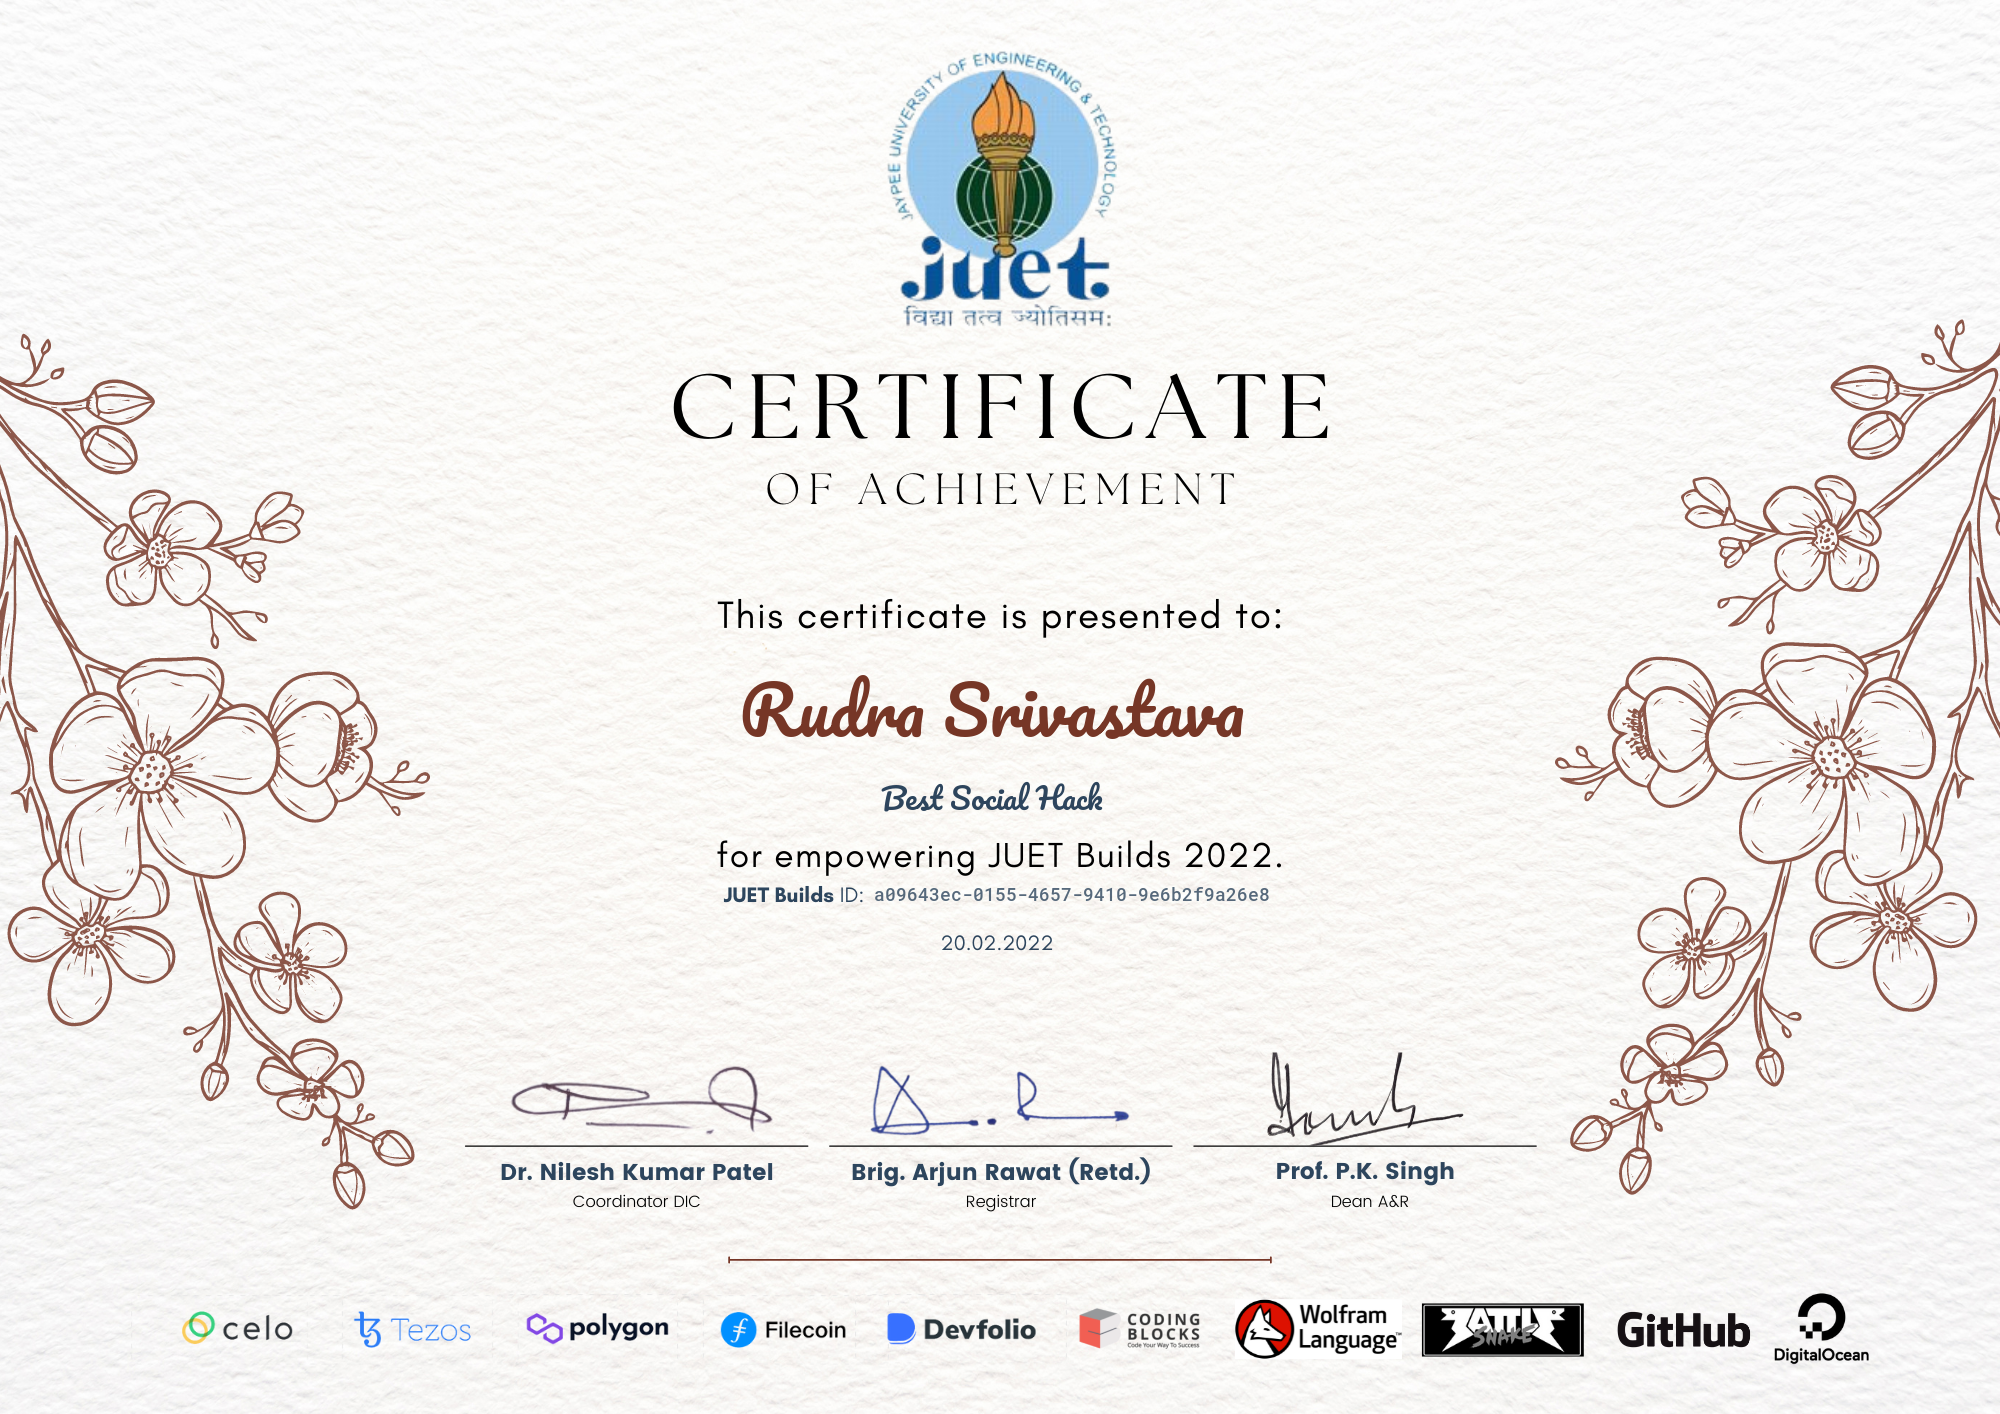 JAYPEE UNIVERSITY OF ENGINEERING & TECHNOLOGY
juet
विद्या तत्व ज्योतिसम:
CERTIFICATE
OF ACHIEVEMENT
This certificate is presented to:
Rudra Srivastava
Best Social Hack
for empowering JUET Builds 2022.
JUET Builds ID: a09643ec-0155-4657-9410-9e6b2f9a26e8
20.02.2022
Dr. Nilesh Kumar Patel
Coordinator DIC
Brig. Arjun Rawat (Retd.)
Registrar
Prof. P.K. Singh
Dean A&R
celo
Tezos
polygon
Filecoin
Devfolio
CODING
BLOCKS
Code Your Way To Success
Wolfram
Language™
BATTLE
SNAKE
GitHub
DigitalOcean